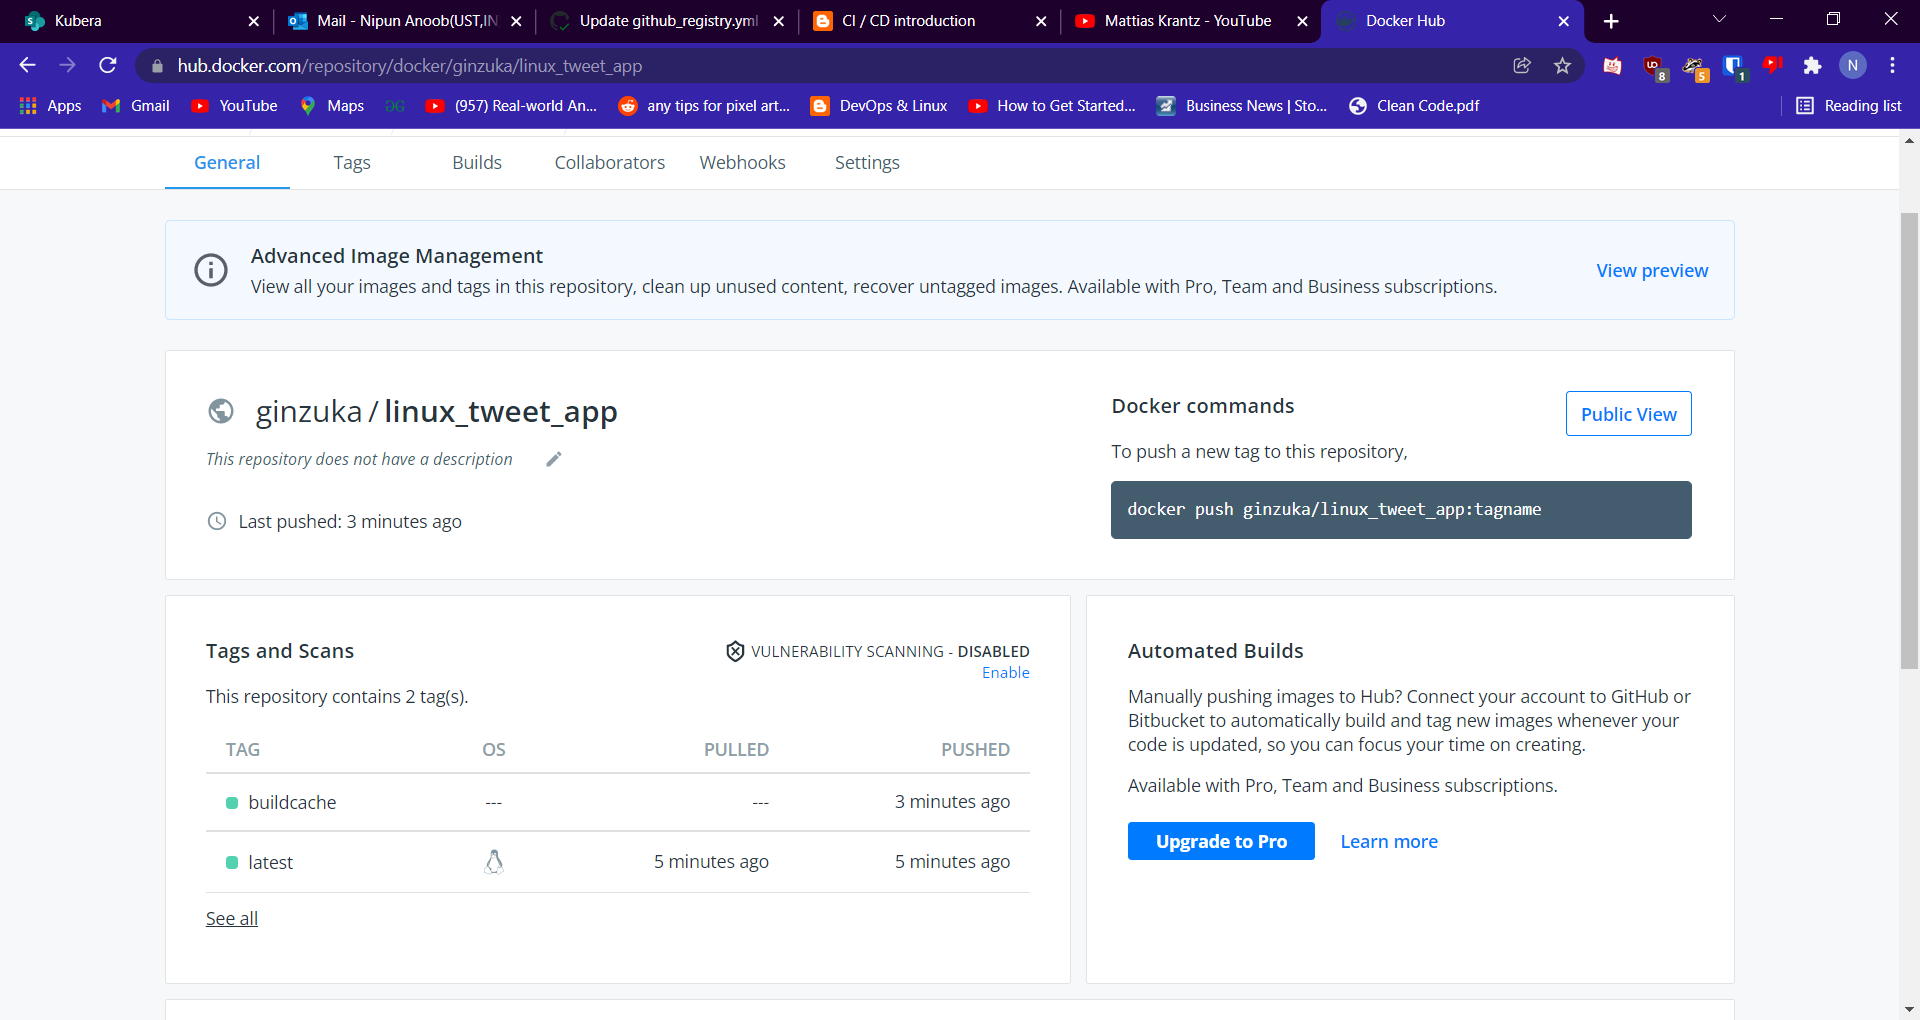 Kubera
Mail - Nipun Anoob(UST,IN
Update github_registry.yml
CI / CD introduction
Mattias Krantz - YouTube
Docker Hub
hub.docker.com/repository/docker/ginzuka/linux_tweet_app
8
5
1
N
Apps
Gmail
YouTube
Maps
(957) Real-world An...
any tips for pixel art...
DevOps & Linux
How to Get Started...
Business News | Sto...
Clean Code.pdf
Reading list
General
Tags
Builds
Collaborators
Webhooks
Settings
Advanced Image Management
View all your images and tags in this repository, clean up unused content, recover untagged images. Available with Pro, Team and Business subscriptions.
View preview
ginzuka / linux_tweet_app
This repository does not have a description
Last pushed: 3 minutes ago
Docker commands
Public View
To push a new tag to this repository,
docker push ginzuka/linux_tweet_app:tagname
Tags and Scans
VULNERABILITY SCANNING - DISABLED
Enable
This repository contains 2 tag(s).
TAG OS PULLED PUSHED
buildcache --- --- 3 minutes ago
latest 5 minutes ago 5 minutes ago
See all
Automated Builds
Manually pushing images to Hub? Connect your account to GitHub or
Bitbucket to automatically build and tag new images whenever your
code is updated, so you can focus your time on creating.
Available with Pro, Team and Business subscriptions.
Upgrade to Pro
Learn more